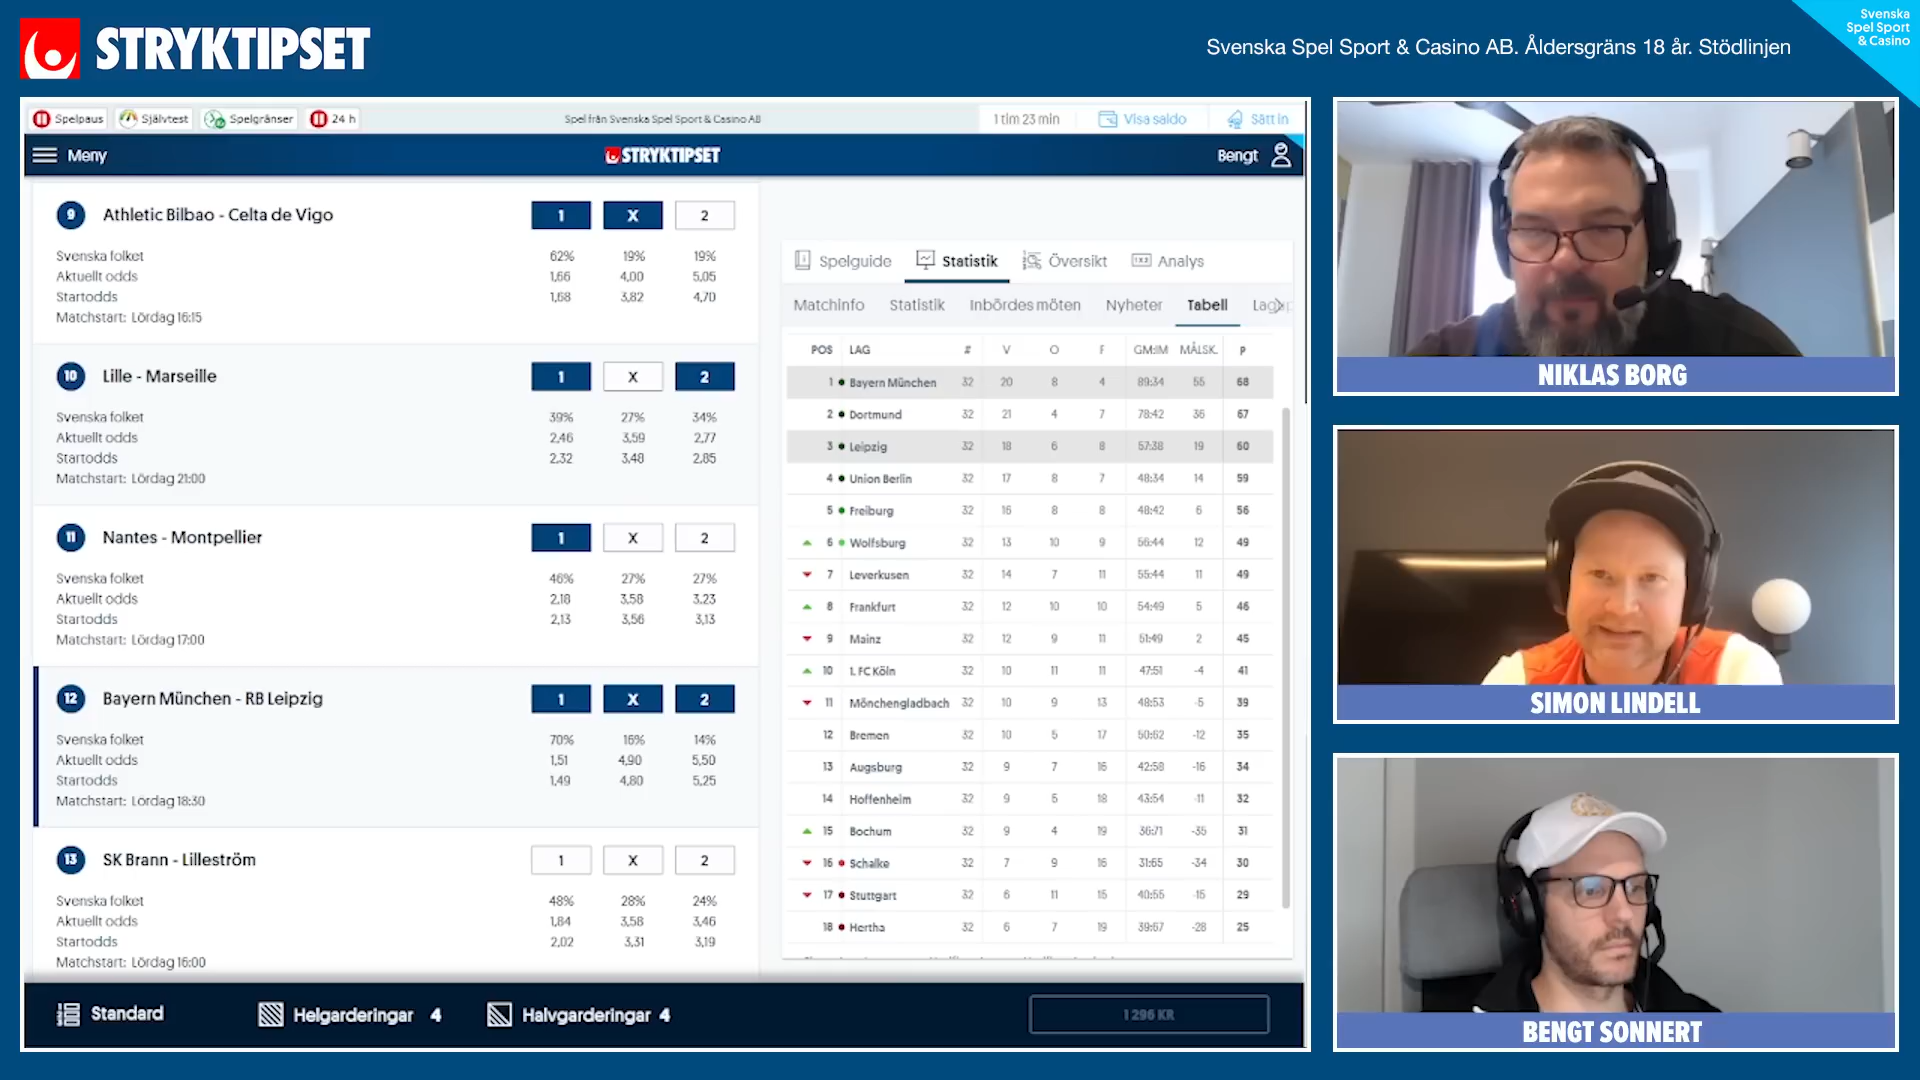 STRYKTIPSET
Svenska Spel Sport & Casino AB. Åldersgräns 18 år. Stödlinjen
Svenska
Spel Sport
& Casino
Spelpaus
Självtest
Spelgränser
24 h
Spel från Svenska Spel Sport & Casino AB
1 tim 23 min
Visa saldo
Sätt in
Meny
STRYKTIPSET
Bengt
9 Athletic Bilbao - Celta de Vigo 1 X 2
Svenska folket 62% 19% 19%
Aktuellt odds 1,66 4,00 5,05
Startodds 1,68 3,82 4,70
Matchstart: Lördag 16:15
10 Lille - Marseille 1 X 2
Svenska folket 39% 27% 34%
Aktuellt odds 2,46 3,59 2,77
Startodds 2,32 3,48 2,85
Matchstart: Lördag 21:00
11 Nantes - Montpellier 1 X 2
Svenska folket 46% 27% 27%
Aktuellt odds 2,18 3,58 3,23
Startodds 2,13 3,56 3,13
Matchstart: Lördag 17:00
12 Bayern München - RB Leipzig 1 X 2
Svenska folket 70% 16% 14%
Aktuellt odds 1,51 4,90 5,50
Startodds 1,49 4,80 5,25
Matchstart: Lördag 18:30
13 SK Brann - Lilleström 1 X 2
Svenska folket 48% 28% 24%
Aktuellt odds 1,84 3,58 3,46
Startodds 2,02 3,31 3,19
Matchstart: Lördag 16:00
Spelguide Statistik Översikt Analys
Matchinfo Statistik Inbördes möten Nyheter Tabell
POS LAG # V O F GM:IM MÅLSK. P
1 Bayern München 32 20 8 4 89:34 55 68
2 Dortmund 32 21 4 7 78:42 36 67
3 Leipzig 32 18 6 8 57:38 19 60
4 Union Berlin 32 17 8 7 48:34 14 59
5 Freiburg 32 16 8 8 48:42 6 56
6 Wolfsburg 32 13 10 9 56:44 12 49
7 Leverkusen 32 14 7 11 55:44 11 49
8 Frankfurt 32 12 10 10 54:49 5 46
9 Mainz 32 12 9 11 51:49 2 45
10 1. FC Köln 32 10 11 11 47:51 -4 41
11 Mönchengladbach 32 10 9 13 48:53 -5 39
12 Bremen 32 10 5 17 50:62 -12 35
13 Augsburg 32 9 7 16 42:58 -16 34
14 Hoffenheim 32 9 5 18 43:54 -11 32
15 Bochum 32 9 4 19 36:71 -35 31
16 Schalke 32 7 9 16 31:65 -34 30
17 Stuttgart 32 6 11 15 40:55 -15 29
18 Hertha 32 6 7 19 39:67 -28 25
Standard
Helgarderingar 4
Halvgarderingar 4
1 296 KR
NIKLAS BORG
SIMON LINDELL
BENGT SONNERT